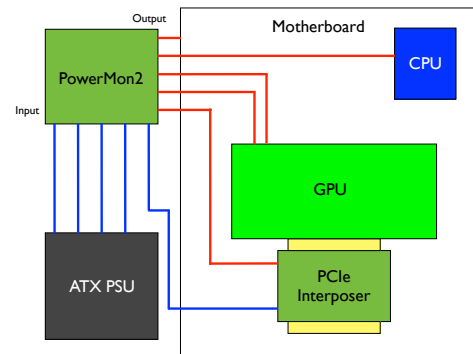 Output
Motherboard
PowerMon2
CPU
Input
GPU
ATX PSU
PCIe
Interposer